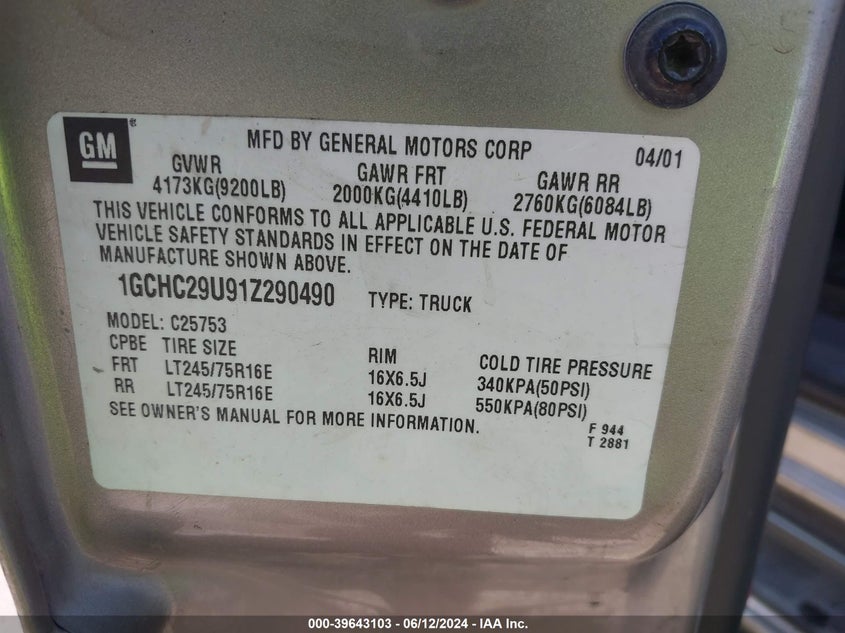 GM ®
MFD BY GENERAL MOTORS CORP 04/01
GVWR GAWR FRT GAWR RR
4173KG(9200LB) 2000KG(4410LB) 2760KG(6084LB)
THIS VEHICLE CONFORMS TO ALL APPLICABLE U.S. FEDERAL MOTOR
VEHICLE SAFETY STANDARDS IN EFFECT ON THE DATE OF
MANUFACTURE SHOWN ABOVE.
1GCHC29U91Z290490 TYPE: TRUCK
MODEL: C25753
CPBE TIRE SIZE RIM COLD TIRE PRESSURE
FRT LT245/75R16E 16X6.5J 340KPA(50PSI)
RR LT245/75R16E 16X6.5J 550KPA(80PSI)
SEE OWNER'S MANUAL FOR MORE INFORMATION.
F 944
T 2881
000-39643103 - 06/12/2024 - IAA Inc.